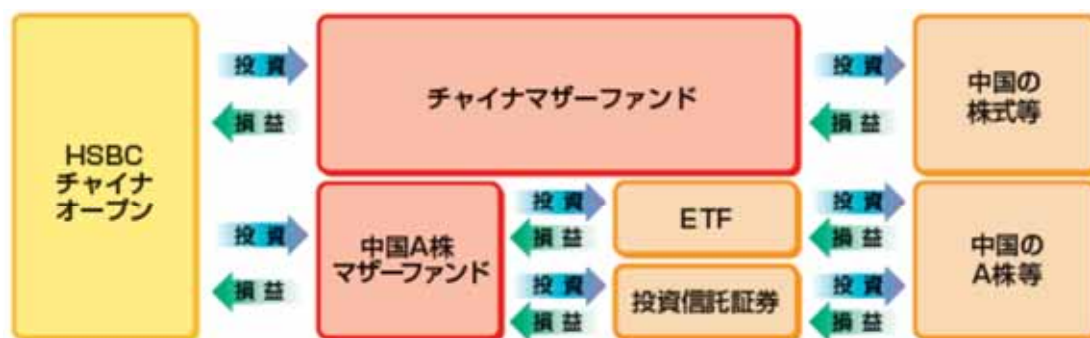 HSBC
チャイナ
オープン
投資
損益
チャイナマザーファンド
投資
損益
中国の
株式等
投資
損益
中国A株
マザーファンド
投資
損益
ETF
投資
損益
投資
損益
投資信託証券
投資
損益
中国の
A株等